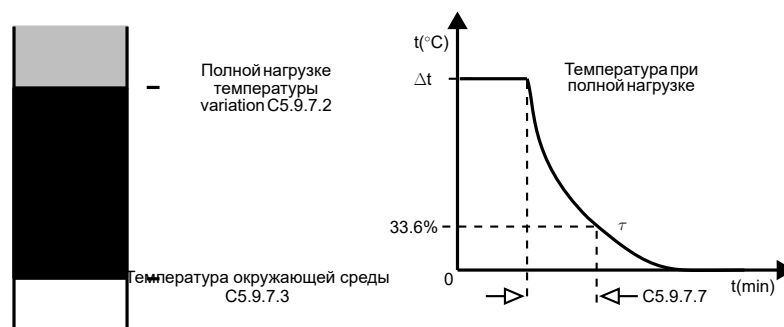 Полной нагрузке
температуры
variation C5.9.7.2
Температура окружающей среды
C5.9.7.3
t(°C)
Δt
Температура при
полной нагрузке
33.6%
τ
0
t(min)
C5.9.7.7